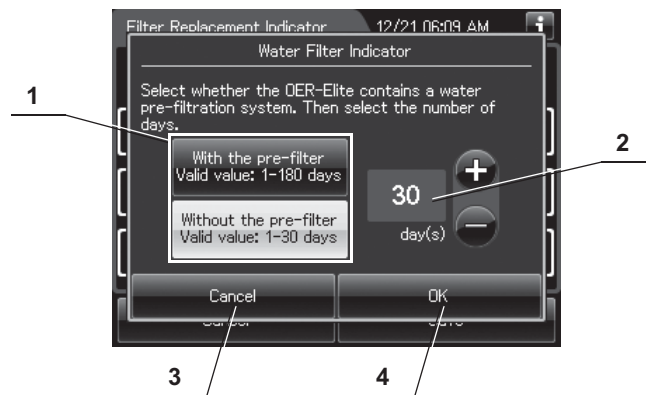 Filter Replacement Indicator 12/21 06:09 AM i
Water Filter Indicator
Select whether the OER-Elite contains a water
pre-filtration system. Then select the number of
days.
1
With the pre-filter
Valid value: 1-180 days
Without the pre-filter
Valid value: 1-30 days
30
day(s)
+
−
2
Cancel
OK
3
4